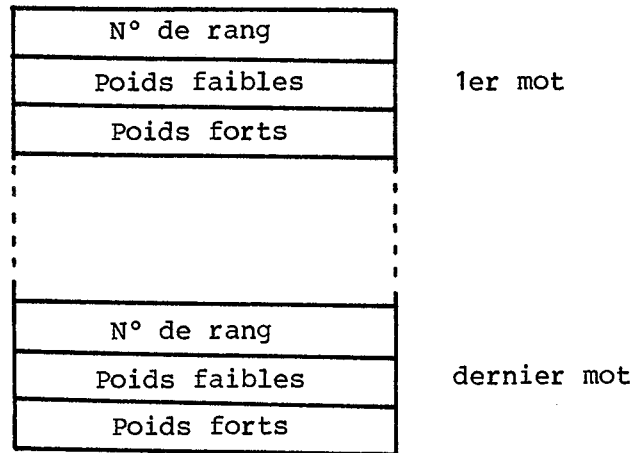 N° de rang
Poids faibles 1er mot
Poids forts
N° de rang
Poids faibles dernier mot
Poids forts